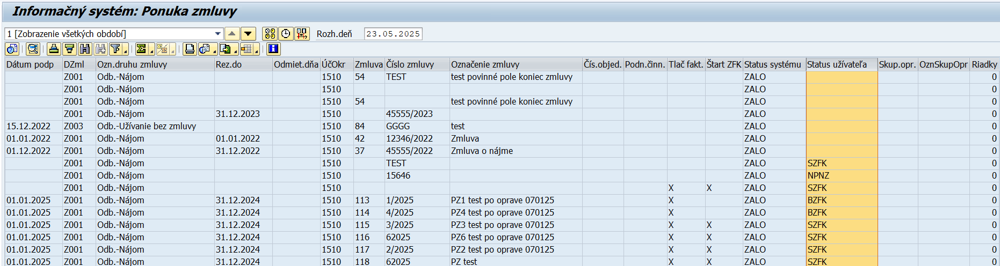 Informačný systém: Ponuka zmluvy
1 [Zobrazenie všetkých období] Rozh.deň 23.05.2025
Dátum podp DZml Ozn.druhu zmluvy Rez.do Odmiet.dňa ÚčOkr Zmluva Číslo zmluvy Označenie zmluvy Čís.objed. Podn.činn. Tlač fakt. Štart ZFK Status systému Status užívateľa Skup.opr. OznSkupOpr Riadky
Z001 Odb.-Nájom 1510 54 TEST test povinné pole koniec zmluvy ZALO 0
Z001 Odb.-Nájom 1510 ZALO 0
Z001 Odb.-Nájom 1510 54 test povinné pole koniec zmluvy ZALO 0
Z001 Odb.-Nájom 31.12.2023 1510 45555/2023 ZALO 0
15.12.2022 Z003 Odb.-Užívanie bez zmluvy 1510 84 GGGG test ZALO 0
01.01.2022 Z001 Odb.-Nájom 01.01.2022 1510 42 12346/2022 Zmluva ZALO 0
01.12.2022 Z001 Odb.-Nájom 31.12.2022 1510 37 45555/2022 Zmluva o nájme ZALO 0
Z001 Odb.-Nájom 1510 TEST ZALO SZFK 0
Z001 Odb.-Nájom 1510 15646 ZALO NPNZ 0
Z001 Odb.-Nájom 1510 X X ZALO SZFK 0
01.01.2025 Z001 Odb.-Nájom 31.12.2024 1510 113 1/2025 PZ1 test po oprave 070125 X ZALO BZFK 0
01.01.2025 Z001 Odb.-Nájom 31.12.2024 1510 114 4/2025 PZ4 test po oprave 070125 X ZALO BZFK 0
01.01.2025 Z001 Odb.-Nájom 31.12.2024 1510 115 3/2025 PZ3 test po oprave 070125 X X ZALO SZFK 0
01.01.2025 Z001 Odb.-Nájom 31.12.2024 1510 116 62025 PZ6 test po oprave 070125 X X ZALO SZFK 0
01.01.2025 Z001 Odb.-Nájom 31.12.2024 1510 117 2/2025 PZ2 test po oprave 070125 X X ZALO SZFK 0
01.01.2025 Z001 Odb.-Nájom 31.12.2024 1510 118 62025 PZ test X X ZALO SZFK 0